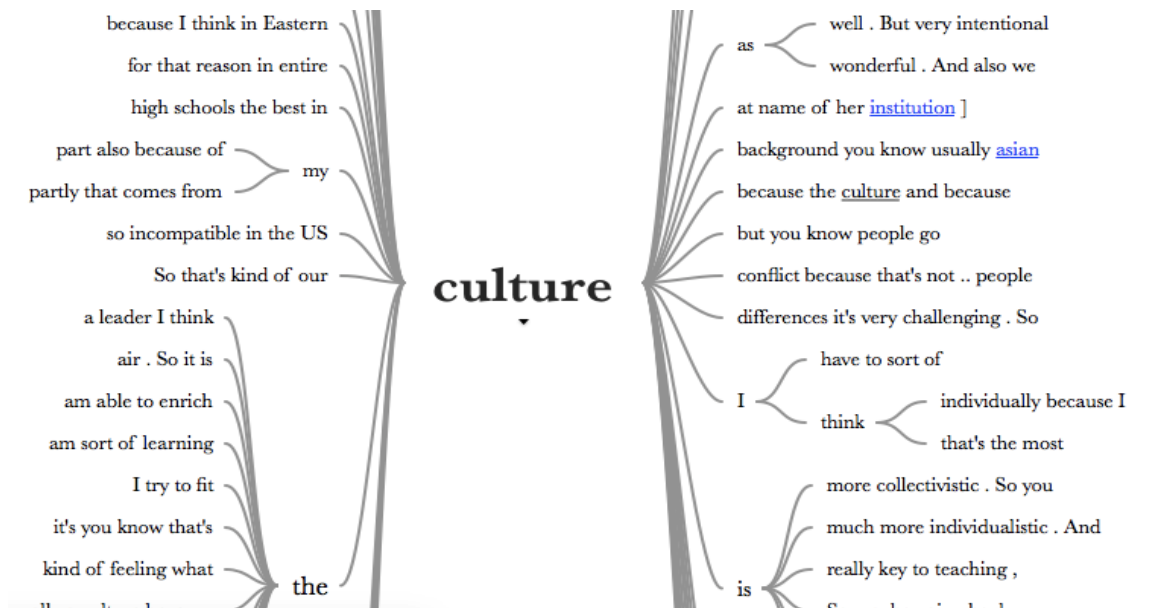 because I think in Eastern
for that reason in entire
high schools the best in
part also because of
my
partly that comes from
so incompatible in the US
So that's kind of our
a leader I think
air . So it is
am able to enrich
am sort of learning
I try to fit
it's you know that's
kind of feeling what
the
culture
well . But very intentional
as
wonderful . And also we
at name of her institution ]
background you know usually asian
because the culture and because
but you know people go
conflict because that's not .. people
differences it's very challenging . So
have to sort of
I
think
individually because I
that's the most
more collectivistic . So you
much more individualistic . And
really key to teaching ,
is